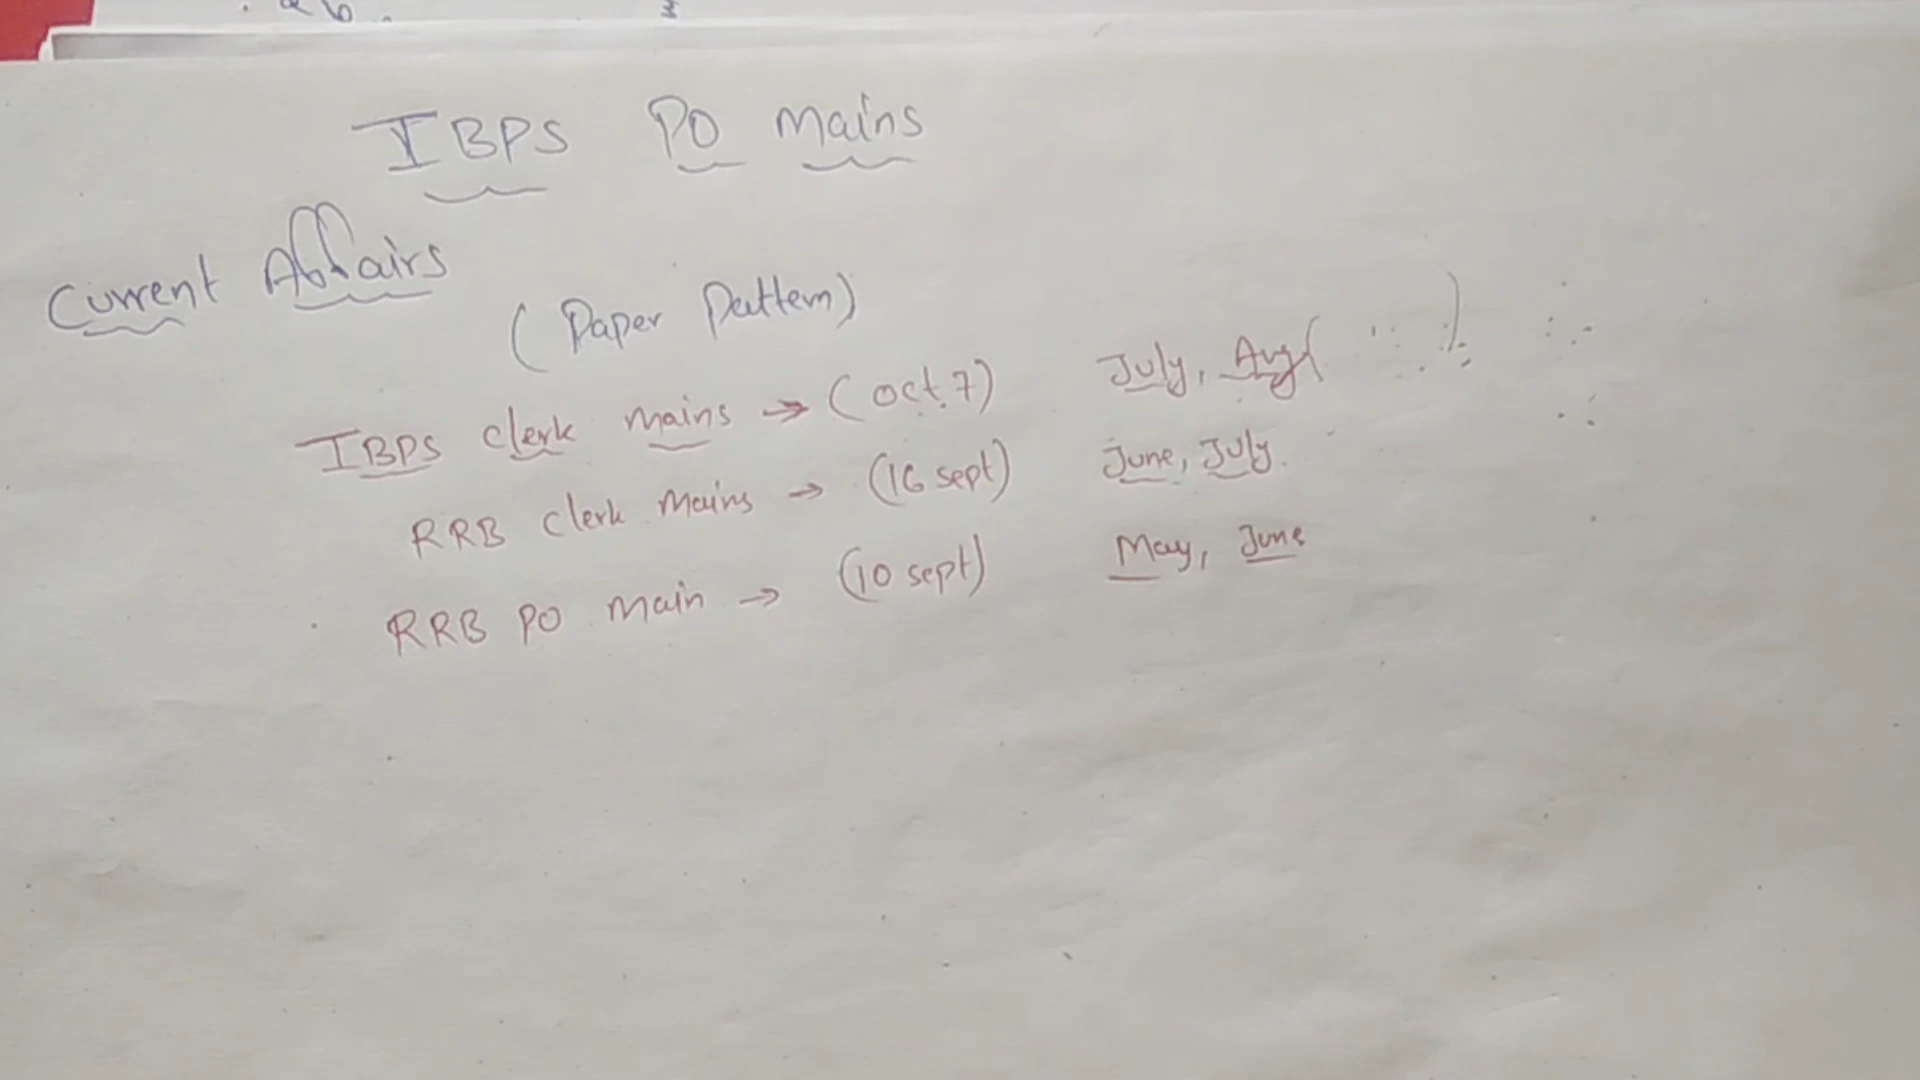 IBPS PO Mains
Current Affairs
(Paper Pattern)
IBPS clerk mains → (oct.7) July, Aug( )
RRB clerk Mains → (16 sept) June, July.
RRB PO Main → (10 sept) May, June